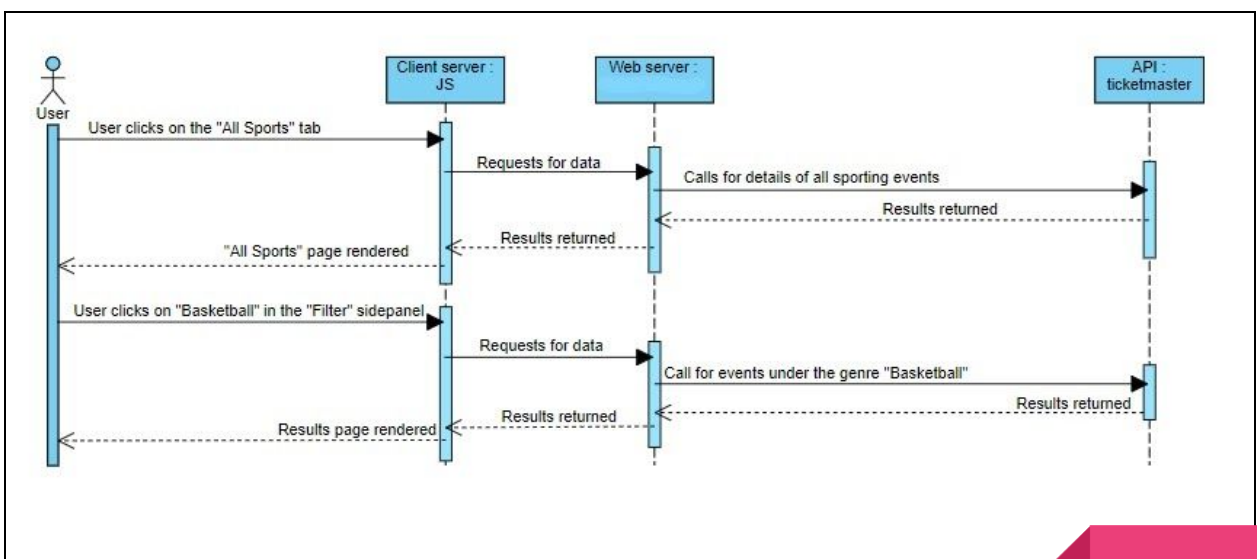 Client server :
JS
Web server :
API :
ticketmaster
User
User clicks on the "All Sports" tab
Requests for data
Calls for details of all sporting events
Results returned
Results returned
"All Sports" page rendered
User clicks on "Basketball" in the "Filter" sidepanel
Requests for data
Call for events under the genre "Basketball"
Results returned
Results returned
Results page rendered